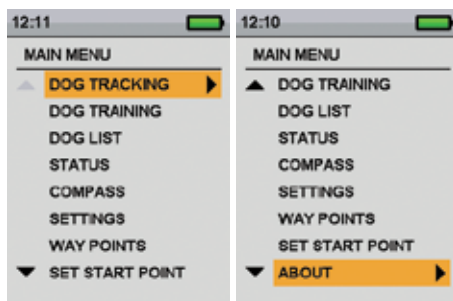 12:11
MAIN MENU
DOG TRACKING
DOG TRAINING
DOG LIST
STATUS
COMPASS
SETTINGS
WAY POINTS
SET START POINT
12:10
MAIN MENU
DOG TRAINING
DOG LIST
STATUS
COMPASS
SETTINGS
WAY POINTS
SET START POINT
ABOUT